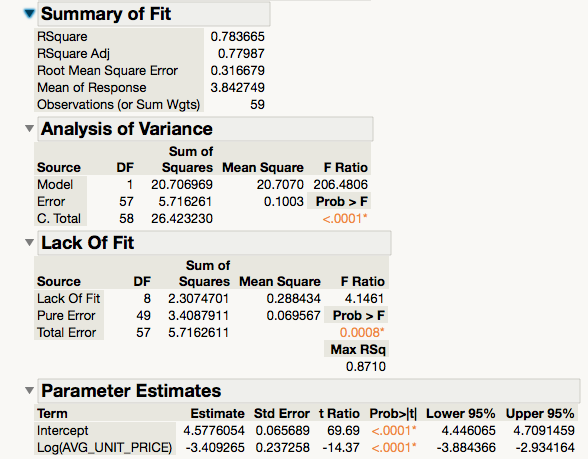 Summary of Fit
RSquare 0.783665
RSquare Adj 0.77987
Root Mean Square Error 0.316679
Mean of Response 3.842749
Observations (or Sum Wgts) 59
Analysis of Variance
Sum of
Source DF Squares Mean Square F Ratio
Model 1 20.706969 20.7070 206.4806
Error 57 5.716261 0.1003 Prob > F
C. Total 58 26.423230 <.0001*
Lack Of Fit
Sum of
Source DF Squares Mean Square F Ratio
Lack Of Fit 8 2.3074701 0.288434 4.1461
Pure Error 49 3.4087911 0.069567 Prob > F
Total Error 57 5.7162611 0.0008*
Max RSq
0.8710
Parameter Estimates
Term Estimate Std Error t Ratio Prob>|t| Lower 95% Upper 95%
Intercept 4.5776054 0.065689 69.69 <.0001* 4.446065 4.7091459
Log(AVG_UNIT_PRICE) -3.409265 0.237258 -14.37 <.0001* -3.884366 -2.934164